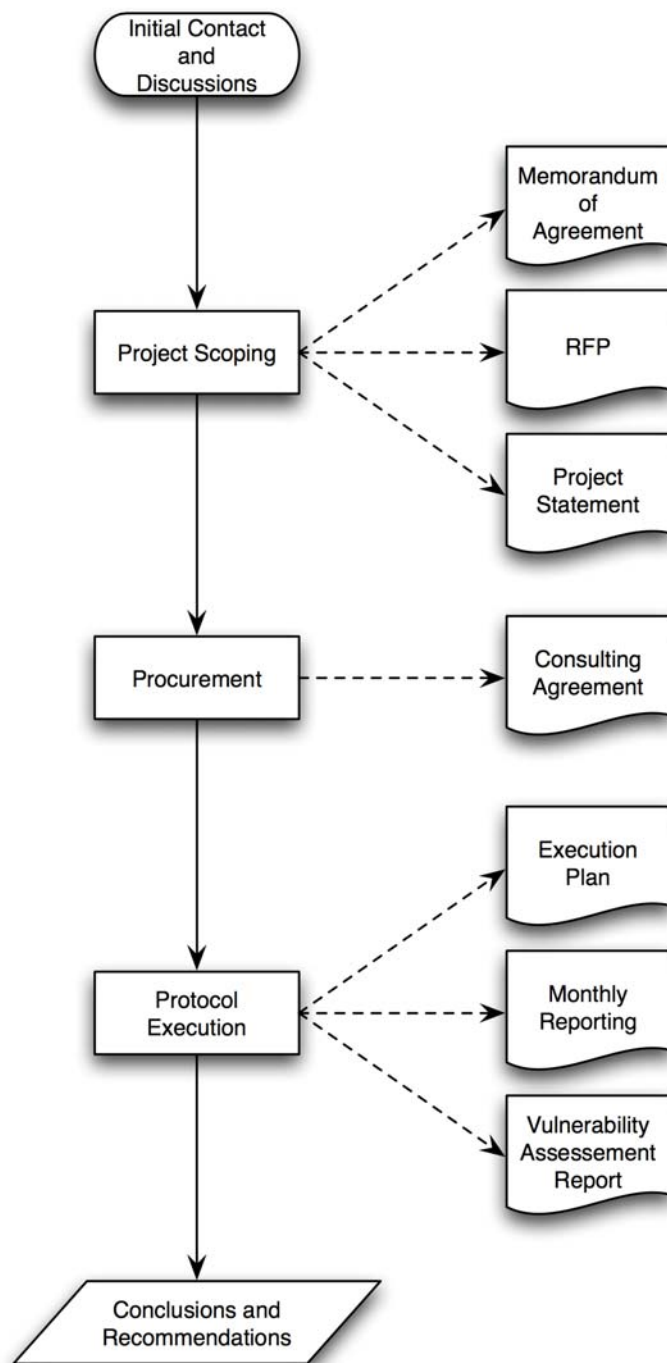 Initial Contact
and
Discussions
Memorandum
of
Agreement
Project Scoping
RFP
Project
Statement
Procurement
Consulting
Agreement
Execution
Plan
Protocol
Execution
Monthly
Reporting
Vulnerability
Assessement
Report
Conclusions and
Recommendations